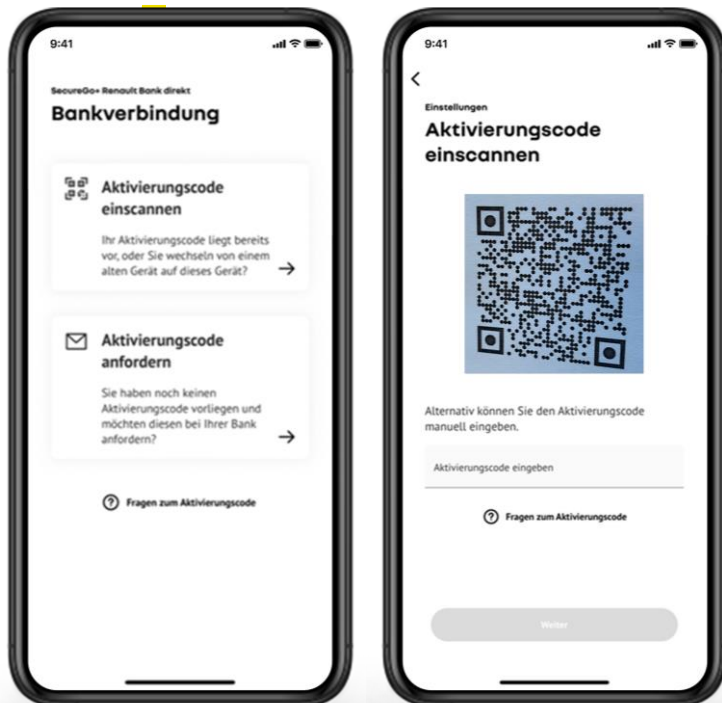 9:41
SecureGo+ Renault Bank direkt
Bankverbindung
Aktivierungscode
einscannen
Ihr Aktivierungscode liegt bereits
vor, oder Sie wechseln von einem
alten Gerät auf dieses Gerät?
Aktivierungscode
anfordern
Sie haben noch keinen
Aktivierungscode vorliegen und
möchten diesen bei Ihrer Bank
anfordern?
Fragen zum Aktivierungscode
9:41
Einstellungen
Aktivierungscode
einscannen
Alternativ können Sie den Aktivierungscode
manuell eingeben.
Aktivierungscode eingeben
Fragen zum Aktivierungscode
Weiter